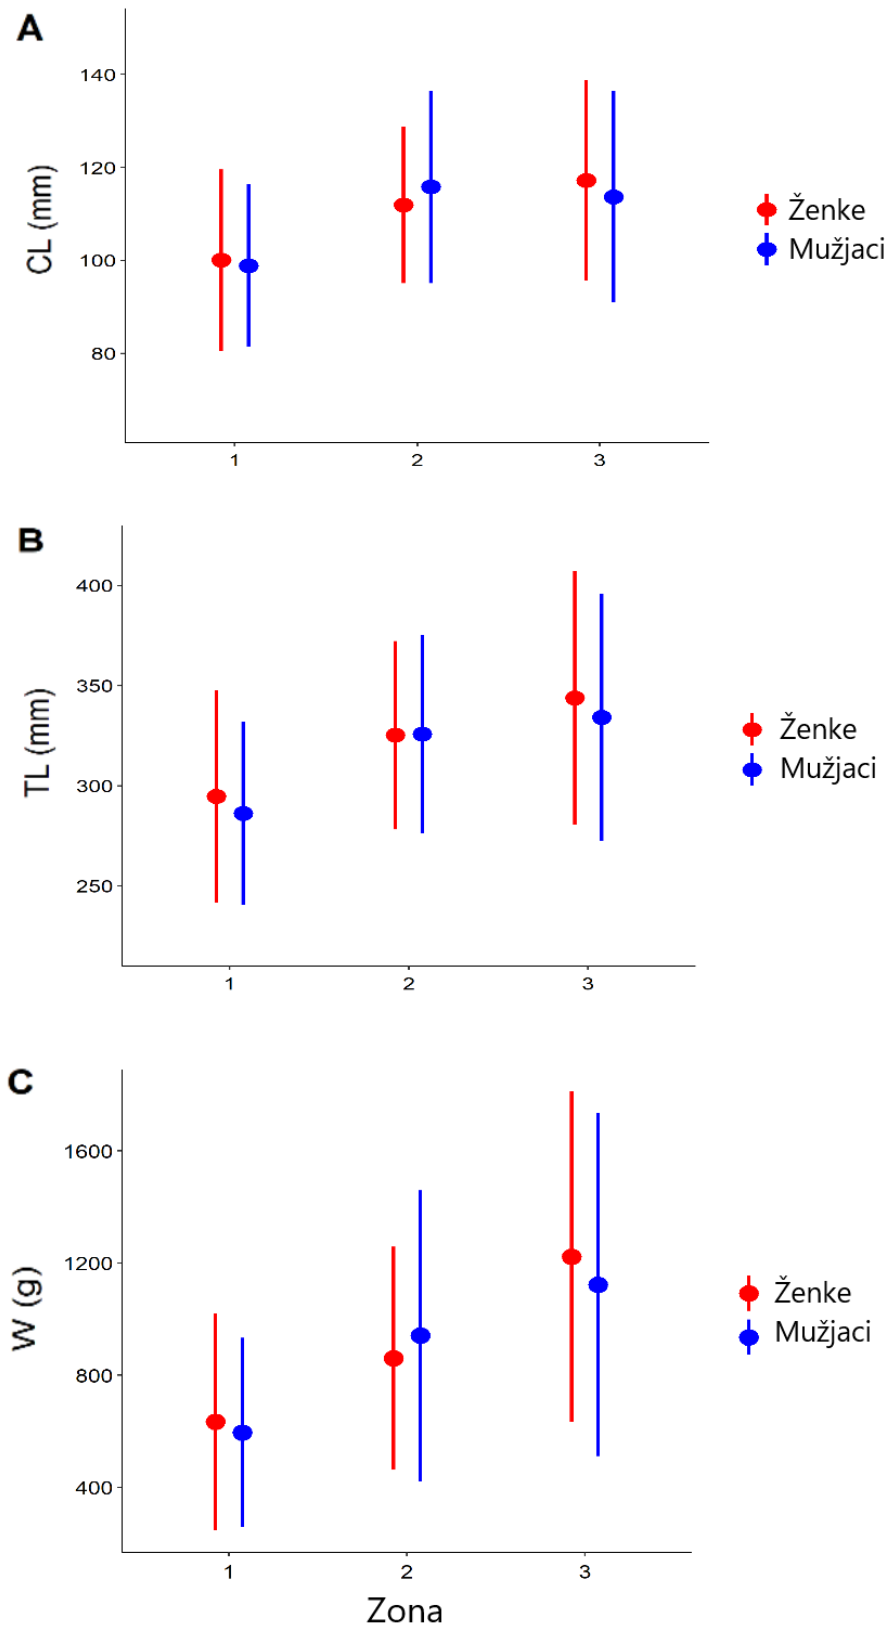 A
140
120
100
80
CL (mm)
1 2 3
Ženke
Mužjaci
B
400
350
300
250
TL (mm)
1 2 3
Ženke
Mužjaci
C
1600
1200
800
400
W (g)
1 2 3
Zona
Ženke
Mužjaci